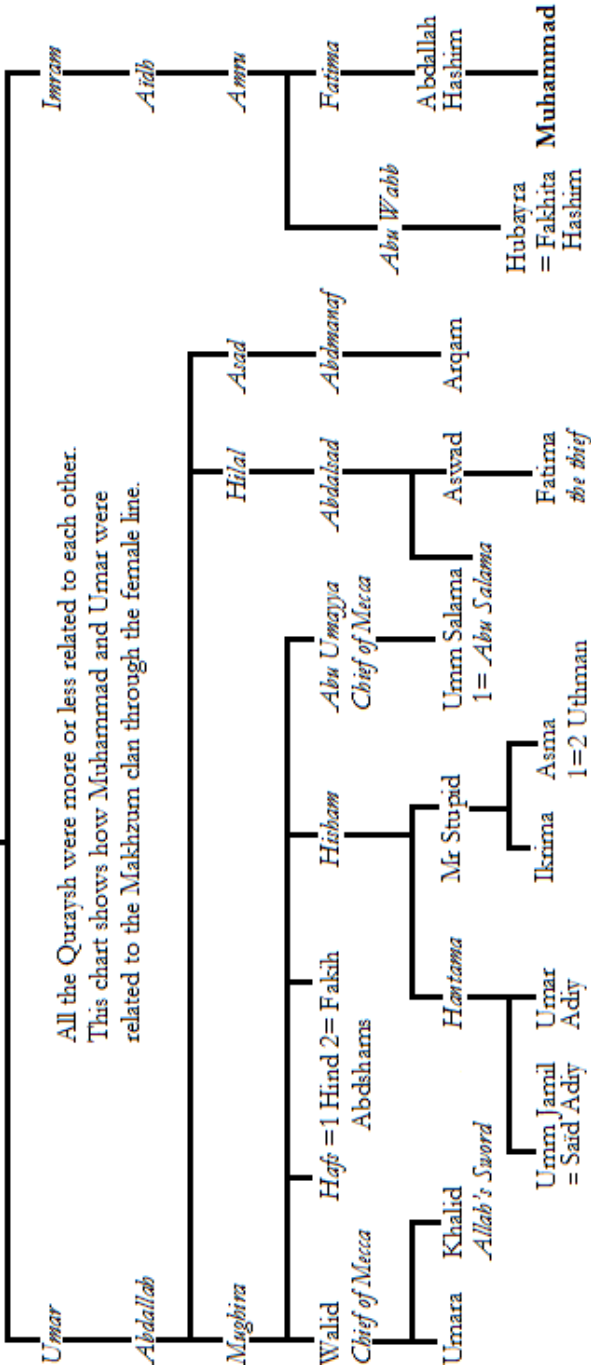 Umar
Imram
All the Quraysh were more or less related to each other.
This chart shows how Muhammad and Umar were
related to the Makhzum clan through the female line.
Abdallah
Aidh
Mughira
Hilal
Asad
Amru
Walid
Chief of Mecca
Hafs =1 Hind 2= Fakih
Abdshams
Hisham
Abu Umayya
Chief of Mecca
Abdalsad
Abdmanaf
Abu Wahb
Fatima
Umara
Khalid
Allah's Sword
Hantama
Mr Stupid
Umm Salama
1= Abu Salama
Aswad
Arqam
Abdallah
Hashim
Umm Jamil
= Saïd Adiy
Umar
Adiy
Ikrima
Asma
1=2 Uthman
Fatima
the thief
Hubayra
= Fakhita
Hashim
Muhammad